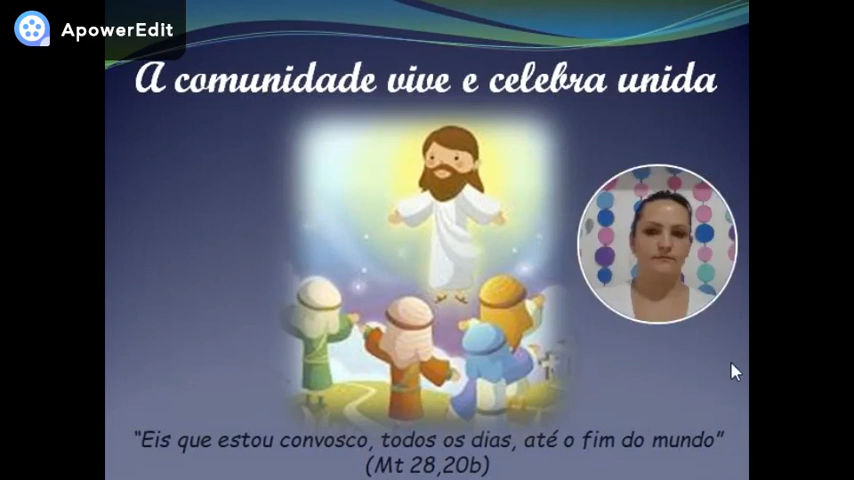 ApowerEdit
A comunidade vive e celebra unida
“Eis que estou convosco, todos os dias, até o fim do mundo”
(Mt 28,20b)